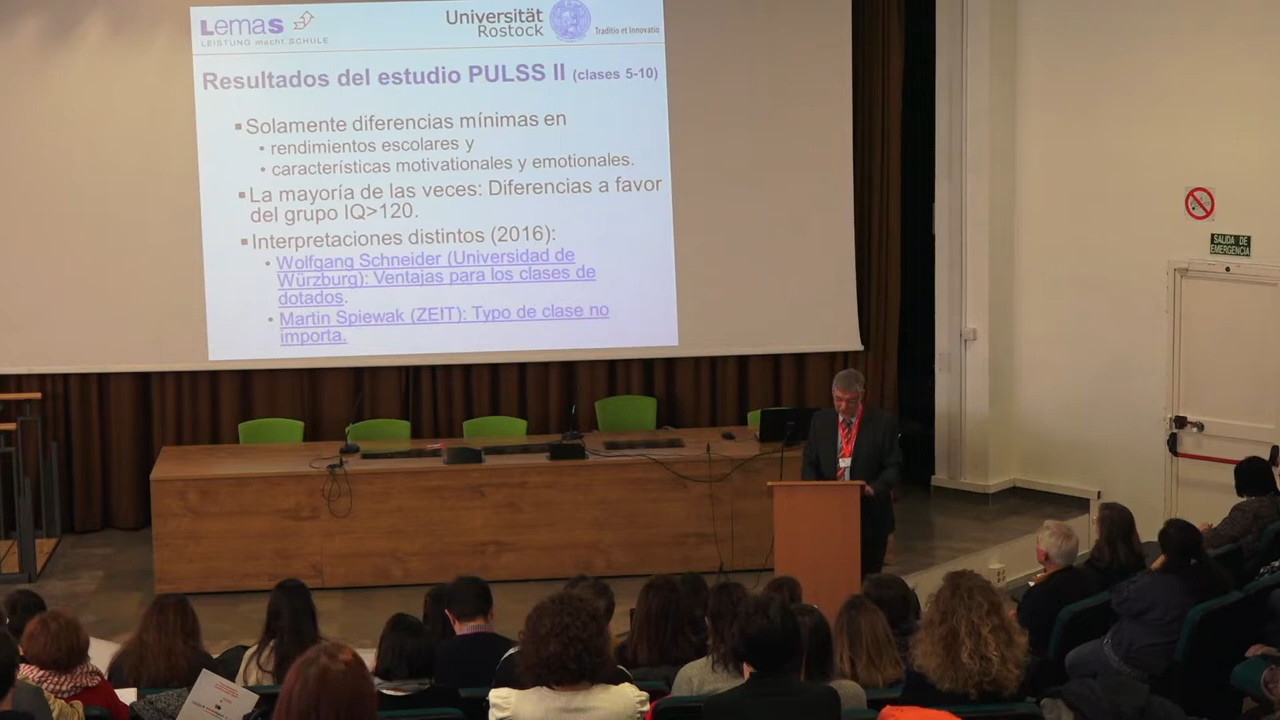 Lemas
LEISTUNG macht SCHULE
Universität
Rostock
Traditio et Innovatio
Resultados del estudio PULSS II (clases 5-10)
▪ Solamente diferencias mínimas en
• rendimientos escolares y
• características motivationales y emotionales.
▪ La mayoría de las veces: Diferencias a favor
del grupo IQ>120.
▪ Interpretaciones distintos (2016):
• Wolfgang Schneider (Universidad de
Würzburg): Ventajas para los clases de
dotados.
• Martin Spiewak (ZEIT): Typo de clase no
importa.
SALIDA DE
EMERGENCIA